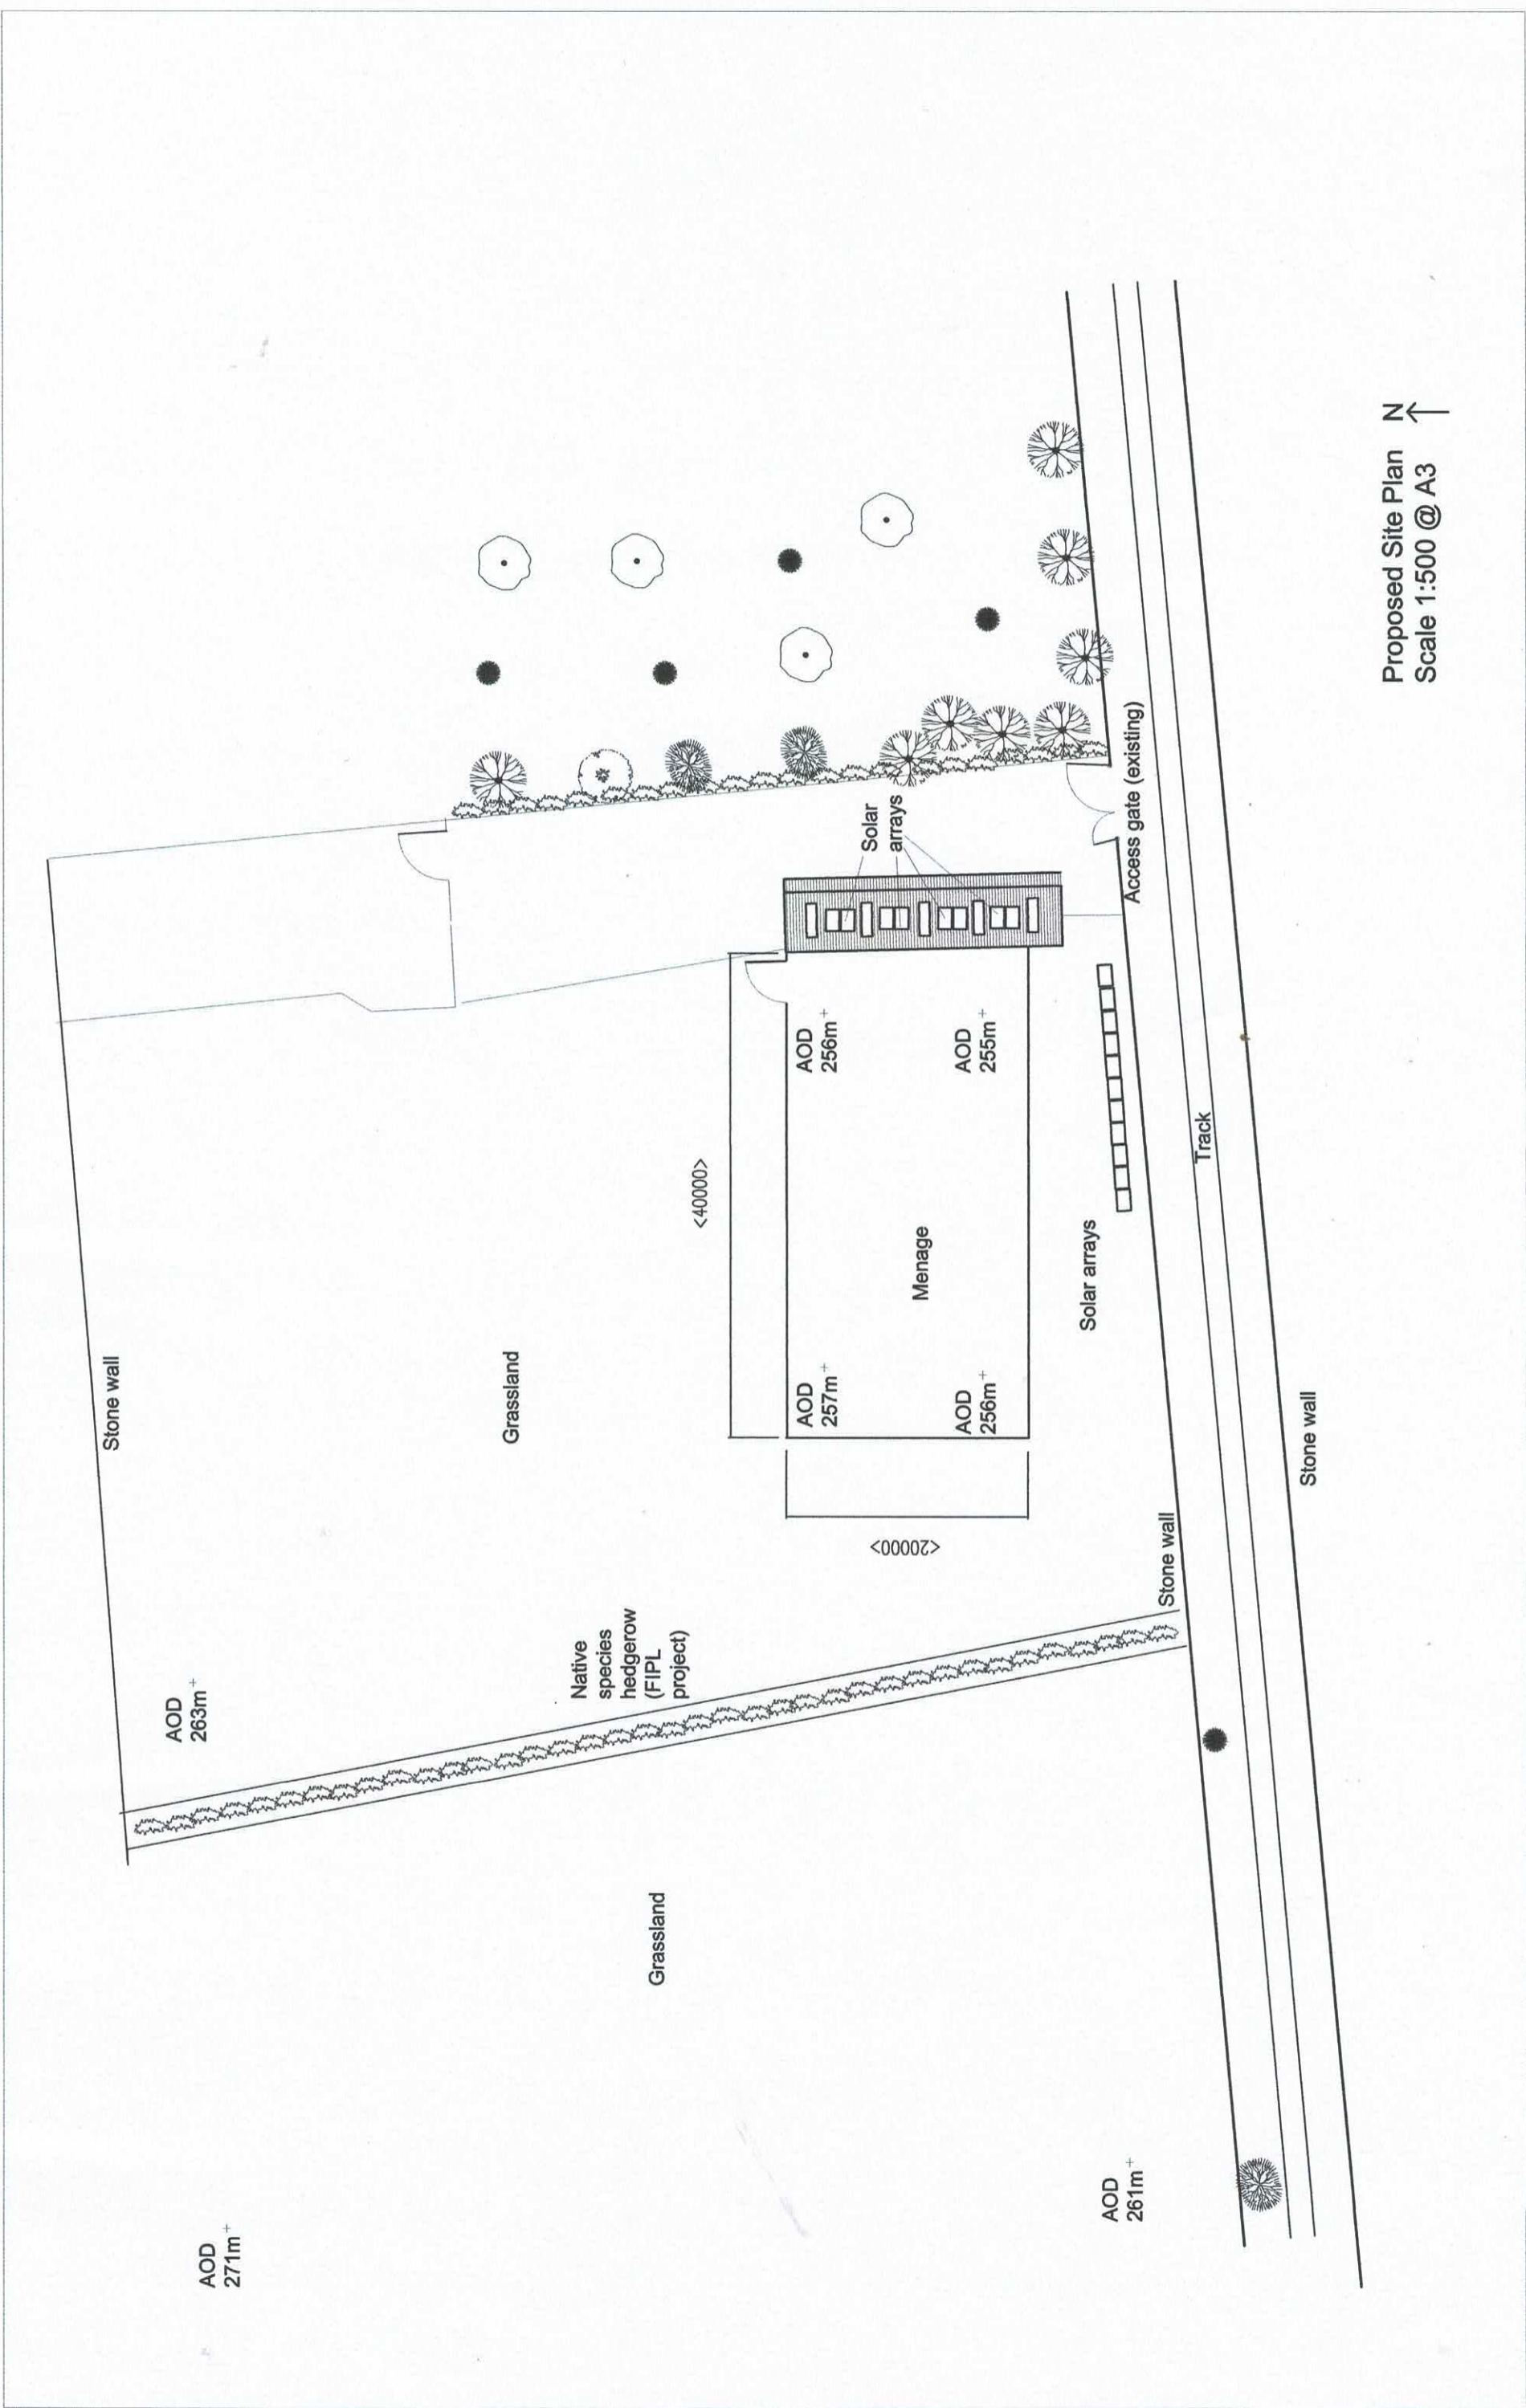 Stone wall
AOD
263m+
AOD
271m+
Grassland
Native
species
hedgerow
(FIPL
project)
Grassland
<40000>
Solar
arrays
AOD
257m+
AOD
256m+
Menage
AOD
256m+
AOD
255m+
<20000>
Solar arrays
Access gate (existing)
Stone wall
AOD
261m+
Track
Stone wall
Proposed Site Plan N
Scale 1:500 @ A3